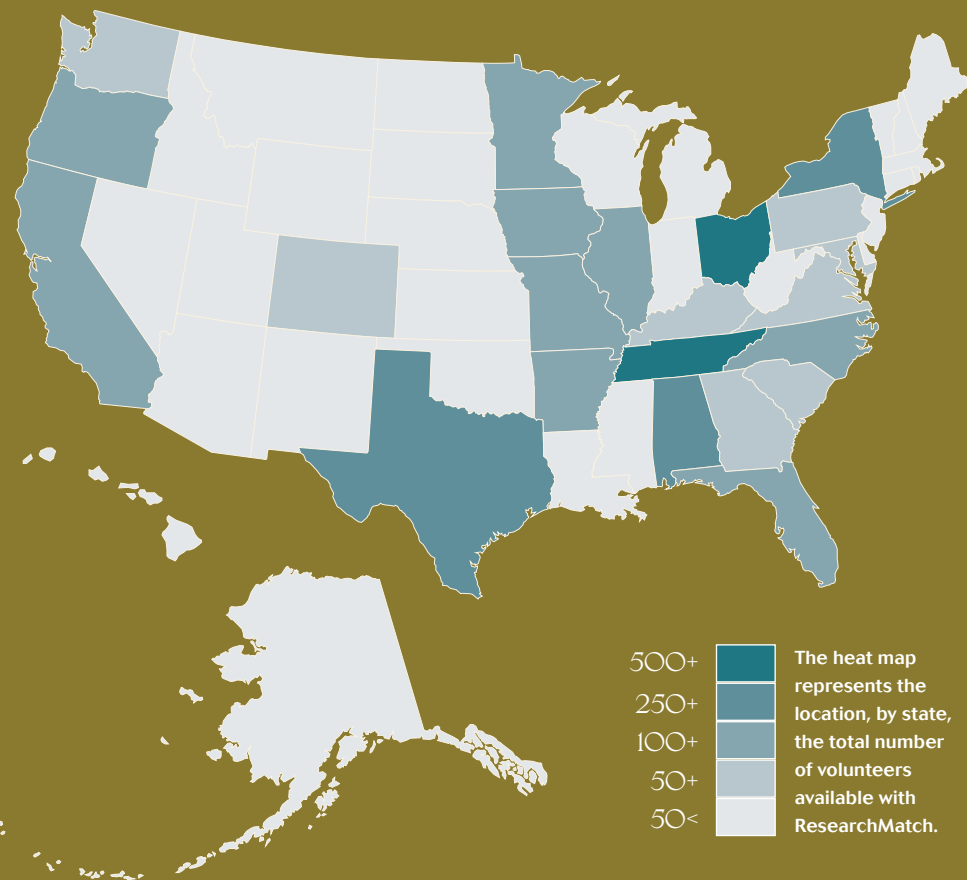 500+
250+
100+
50+
50<
The heat map
represents the
location, by state,
the total number
of volunteers
available with
ResearchMatch.